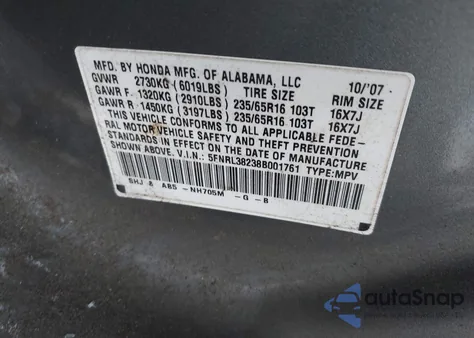 MFD. BY HONDA MFG. OF ALABAMA, LLC 10/'07
GVWR 2730KG (6019LBS) TIRE SIZE RIM SIZE
GAWR F. 1320KG (2910LBS) 235/65R16 103T 16X7J
GAWR R 1450KG (3197LBS) 235/65R16 103T 16X7J
THIS VEHICLE CONFORMS TO ALL APPLICABLE FEDE-
RAL MOTOR VEHICLE SAFETY AND THEFT PREVENTION
STANDARDS IN EFFECT ON THE DATE OF MANUFACTURE
SHOWN ABOVE. V.I.N.: 5FNRL38238B001761 TYPE:MPV
SHJ 8 AB5 -NH705M -G -B
autoSnap